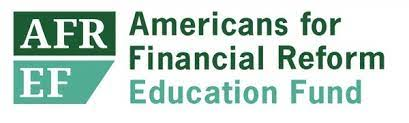 AFR
EF
Americans for
Financial Reform
Education Fund